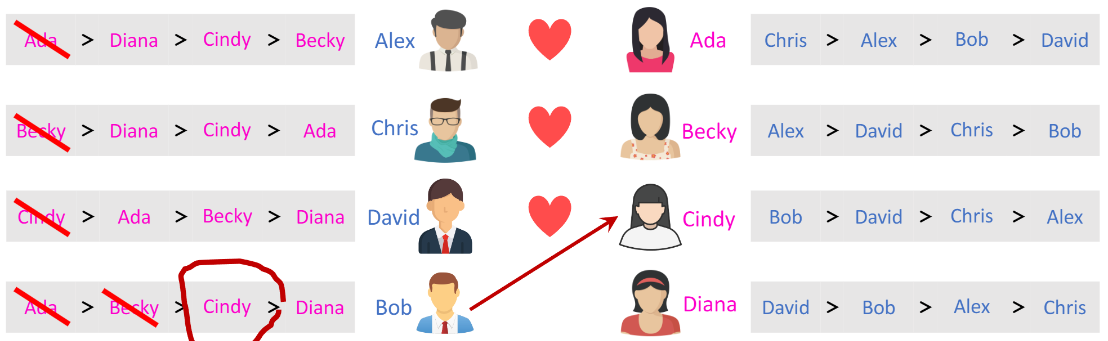 Ada > Diana > Cindy > Becky Alex Ada Chris > Alex > Bob > David
Becky > Diana > Cindy > Ada Chris Becky Alex > David > Chris > Bob
Cindy > Ada > Becky > Diana David Cindy Bob > David > Chris > Alex
Ada > Becky > Cindy > Diana Bob Diana David > Bob > Alex > Chris